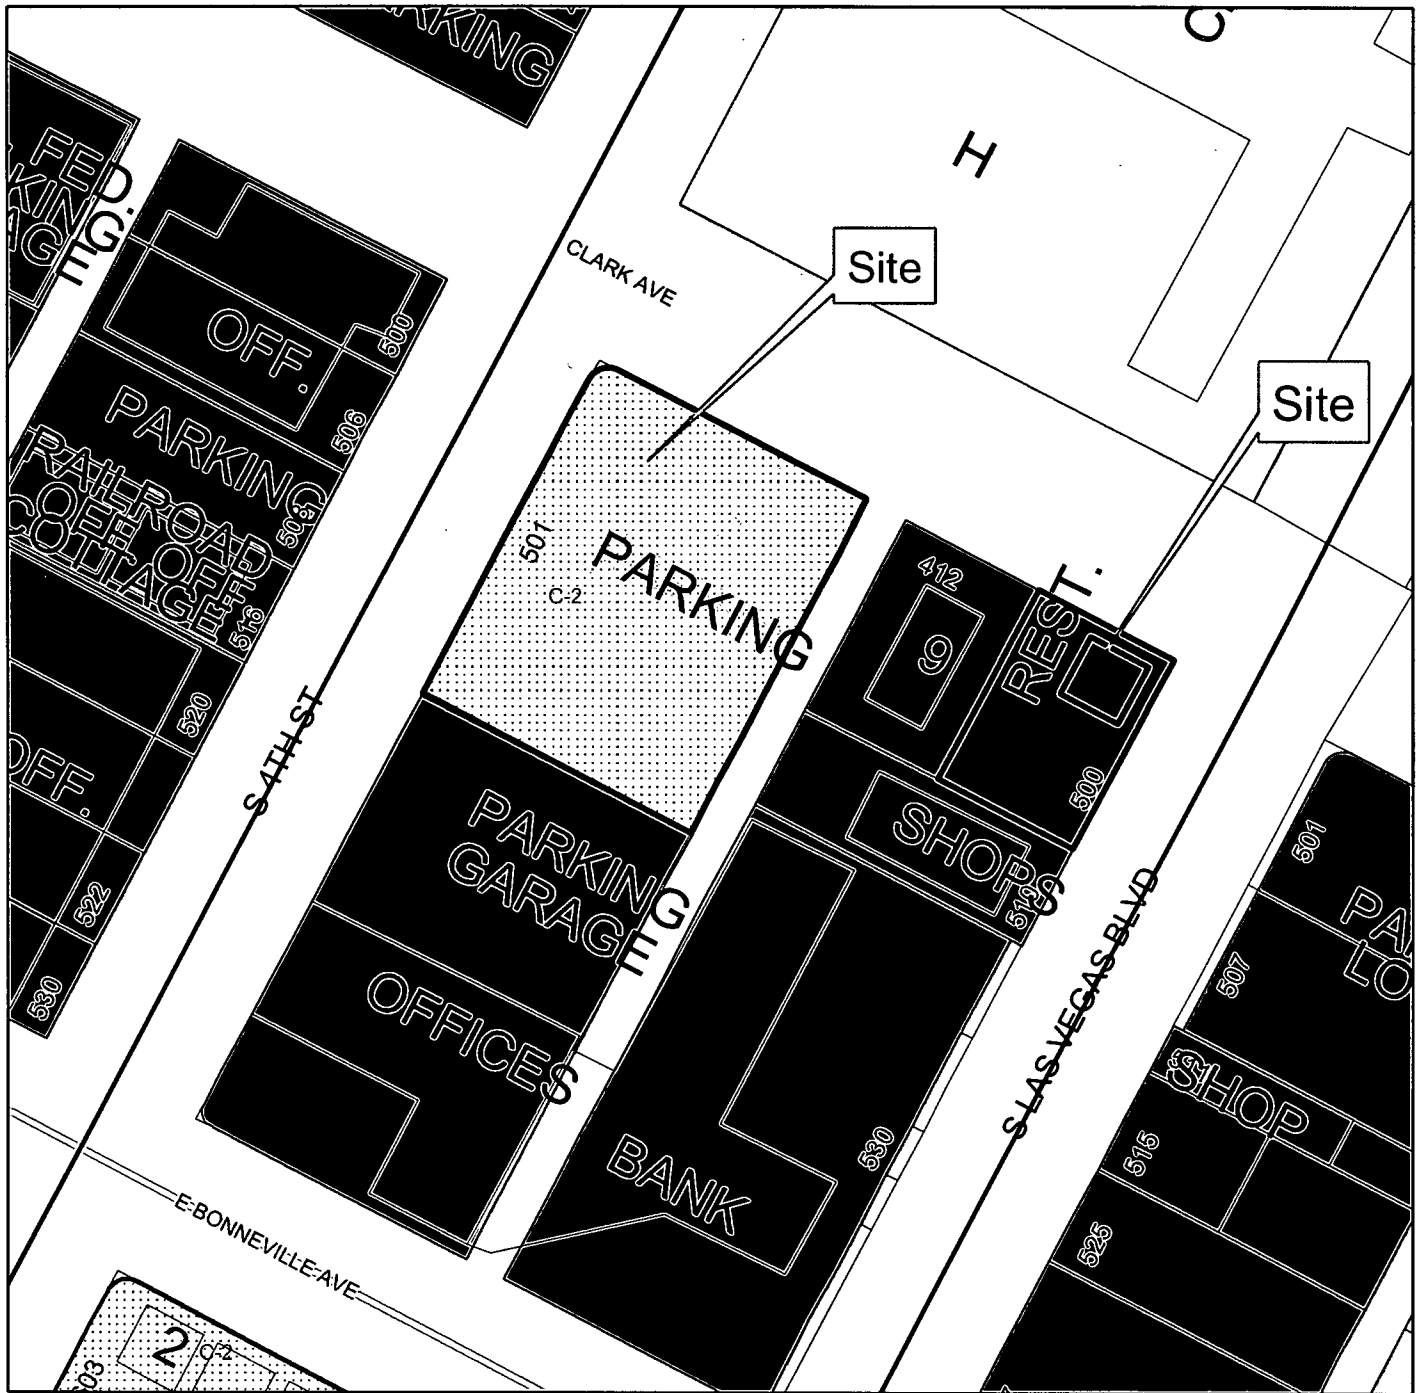 PARKING
H
FED.
G
E
CLARK AVE
Site
OFF.
500
Site
PARKING
506
501
PARKING
C-2
RAILROAD
COTTAGE
OFF.
516
412
9
REST.
500
520
OFF.
S 4TH ST
PARKING
GARAGE
SHOPS
501
522
S LAS VEGAS BLVD
507
530
OFFICES
SHOP
BANK
530
515
E BONNEVILLE AVE
525
2
C-2